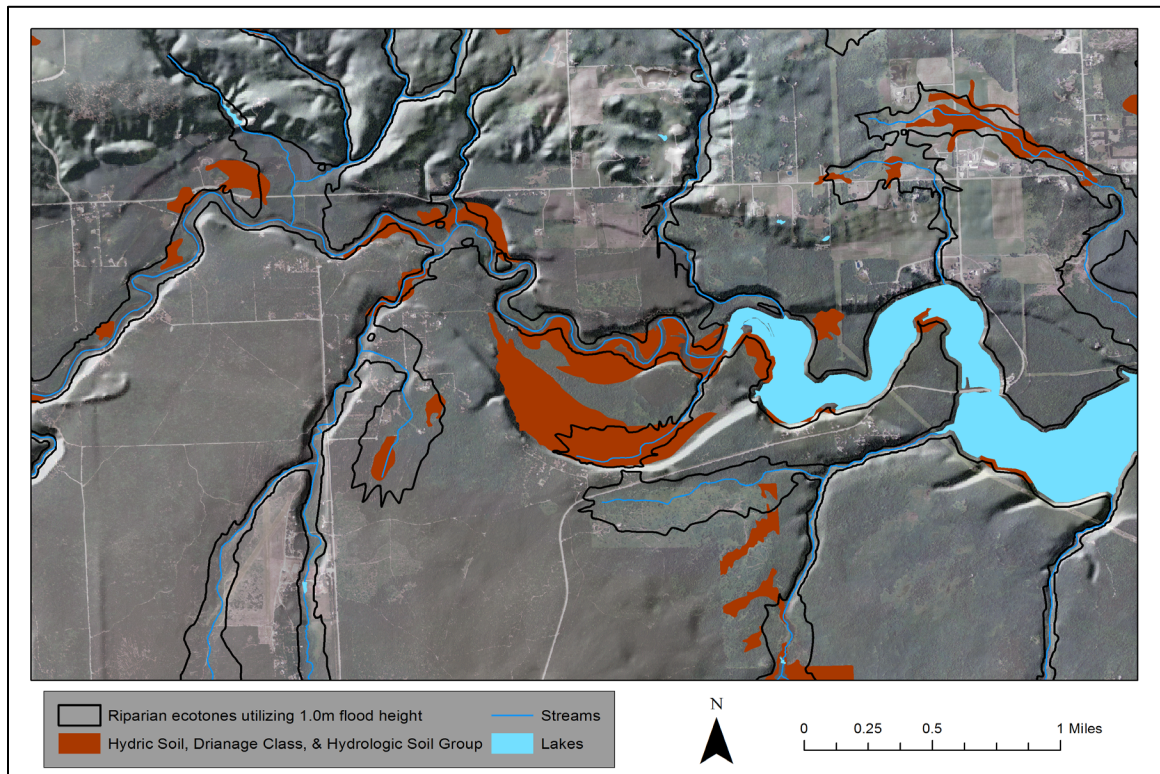 Riparian ecotones utilizing 1.0m flood height
Streams
Hydric Soil, Drianage Class, & Hydrologic Soil Group
Lakes
N
0 0.25 0.5 1 Miles